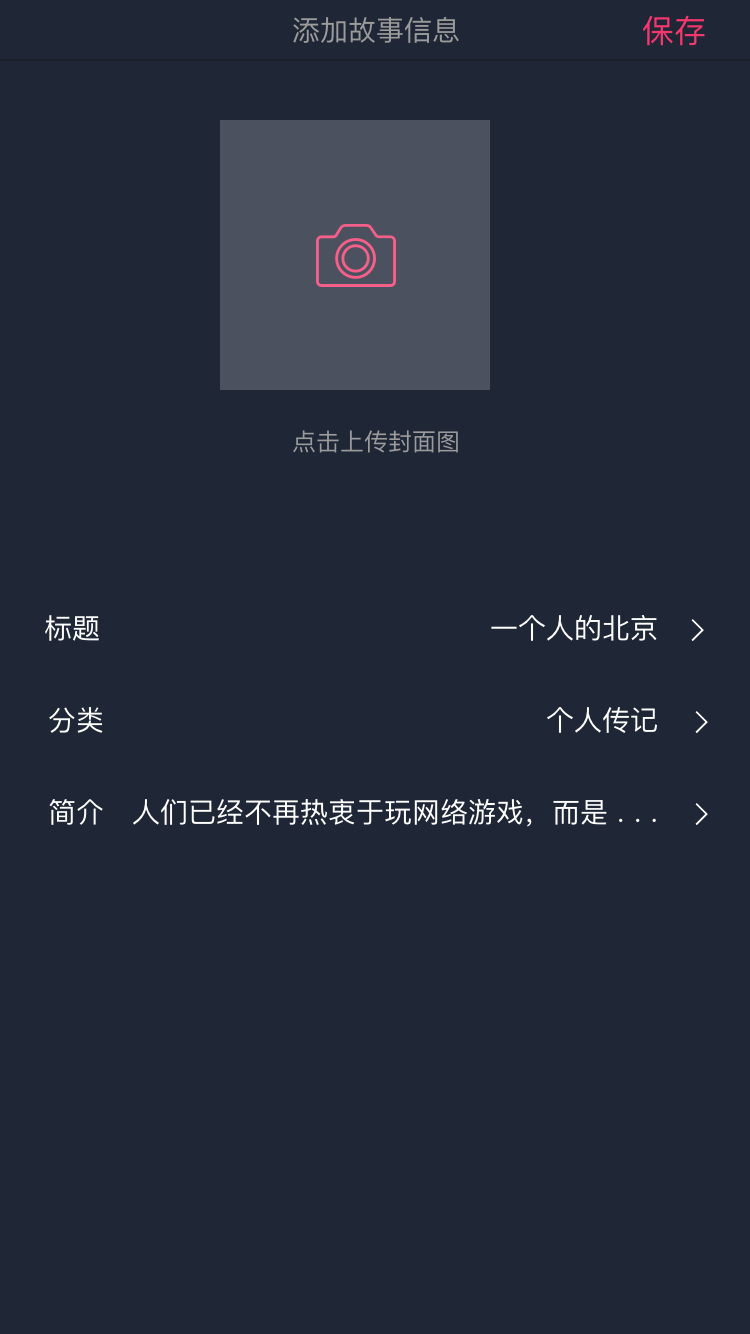 添加故事信息 保存
点击上传封面图
标题 一个人的北京
分类 个人传记
简介 人们已经不再热衷于玩网络游戏，而是 . . .